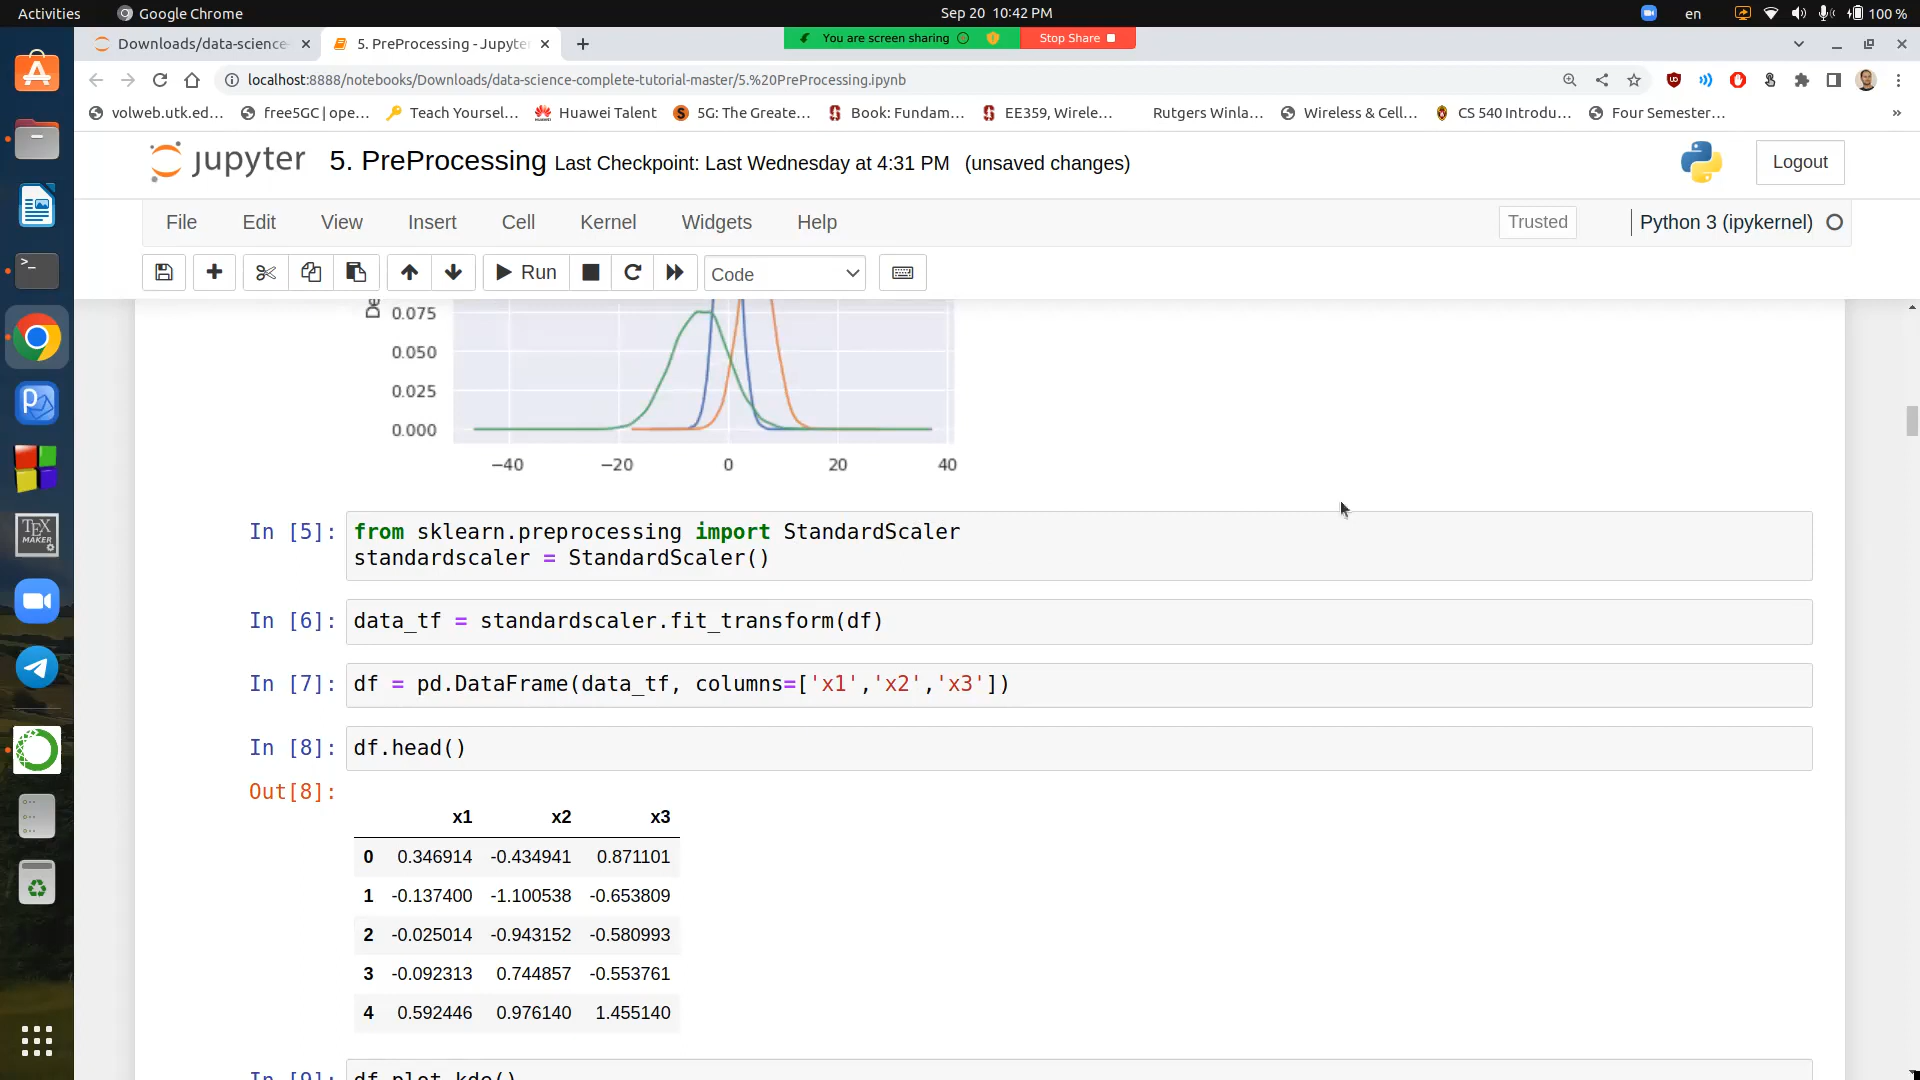 Activities Google Chrome Sep 20 10:42 PM en 100 %
Downloads/data-science- 5. PreProcessing - Jupyte You are screen sharing Stop Share
localhost:8888/notebooks/Downloads/data-science-complete-tutorial-master/5.%20PreProcessing.ipynb
volweb.utk.ed... free5GC | ope... Teach Yoursel... Huawei Talent 5G: The Greate... Book: Fundam... EE359, Wirele... Rutgers Winla... Wireless & Cell... CS 540 Introdu... Four Semester... »
jupyter 5. PreProcessing Last Checkpoint: Last Wednesday at 4:31 PM (unsaved changes) Logout
File Edit View Insert Cell Kernel Widgets Help Trusted Python 3 (ipykernel)
Run Code
0.075
0.050
0.025
0.000
−40 −20 0 20 40
In [5]: from sklearn.preprocessing import StandardScaler
standardscaler = StandardScaler()
In [6]: data_tf = standardscaler.fit_transform(df)
In [7]: df = pd.DataFrame(data_tf, columns=['x1','x2','x3'])
In [8]: df.head()
Out[8]:
x1 x2 x3
0 0.346914 -0.434941 0.871101
1 -0.137400 -1.100538 -0.653809
2 -0.025014 -0.943152 -0.580993
3 -0.092313 0.744857 -0.553761
4 0.592446 0.976140 1.455140
In [9]: df.plot.kde()
TEX
MAKER